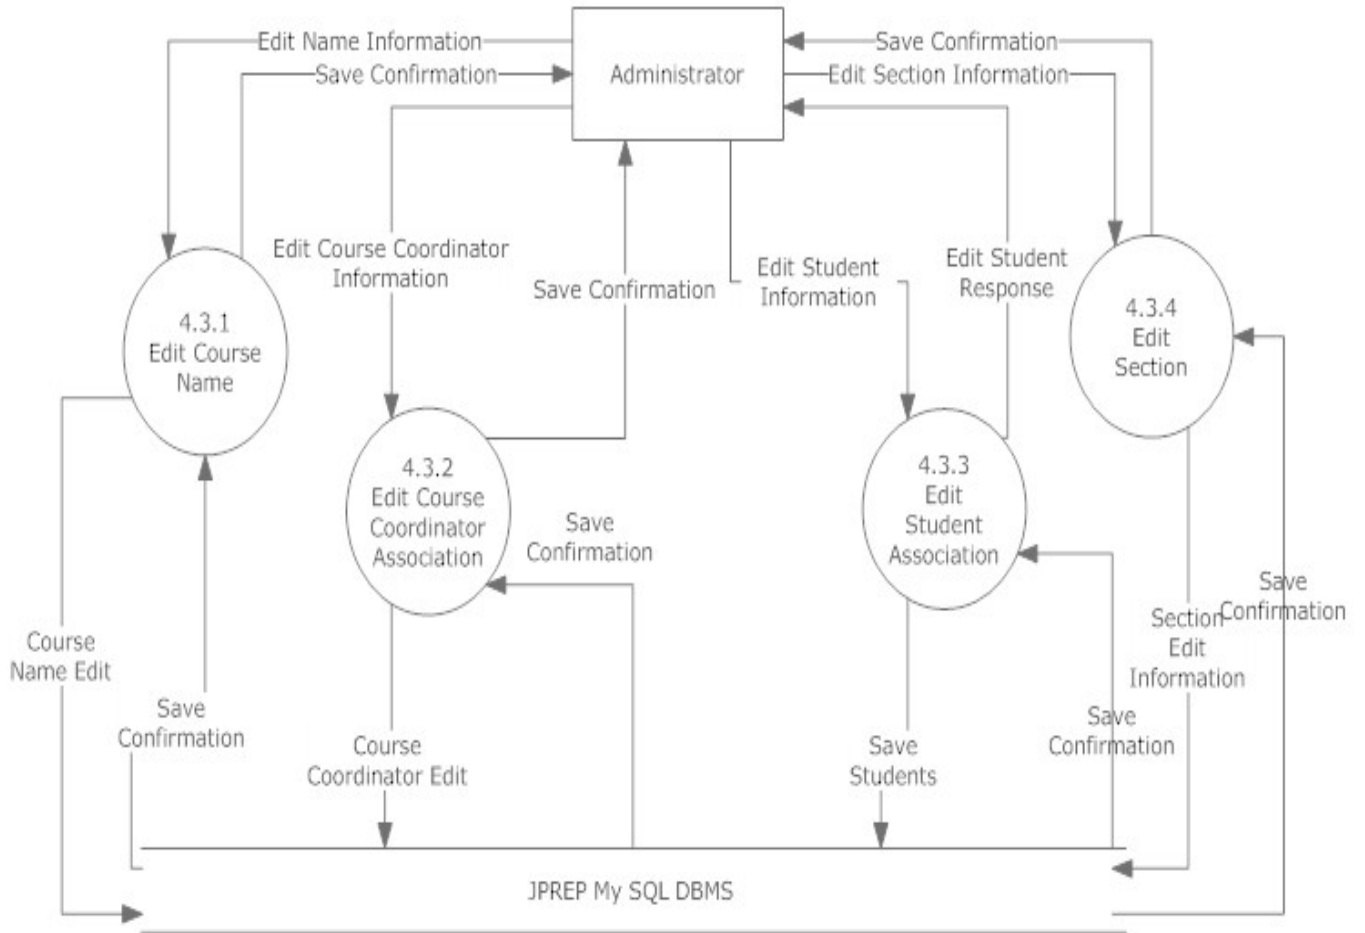 Edit Name Information
Save Confirmation
Save Confirmation
Edit Section Information
Administrator
Edit Course Coordinator
Information
Save Confirmation
Edit Student
Information
Edit Student
Response
4.3.1
Edit Course
Name
4.3.4
Edit
Section
4.3.2
Edit Course
Coordinator
Association
4.3.3
Edit
Student
Association
Save
Confirmation
Course
Name Edit
Save
Confirmation
Course
Coordinator Edit
Save
Students
Save
Confirmation
Section
Edit
Information
Save
Confirmation
JPREP My SQL DBMS